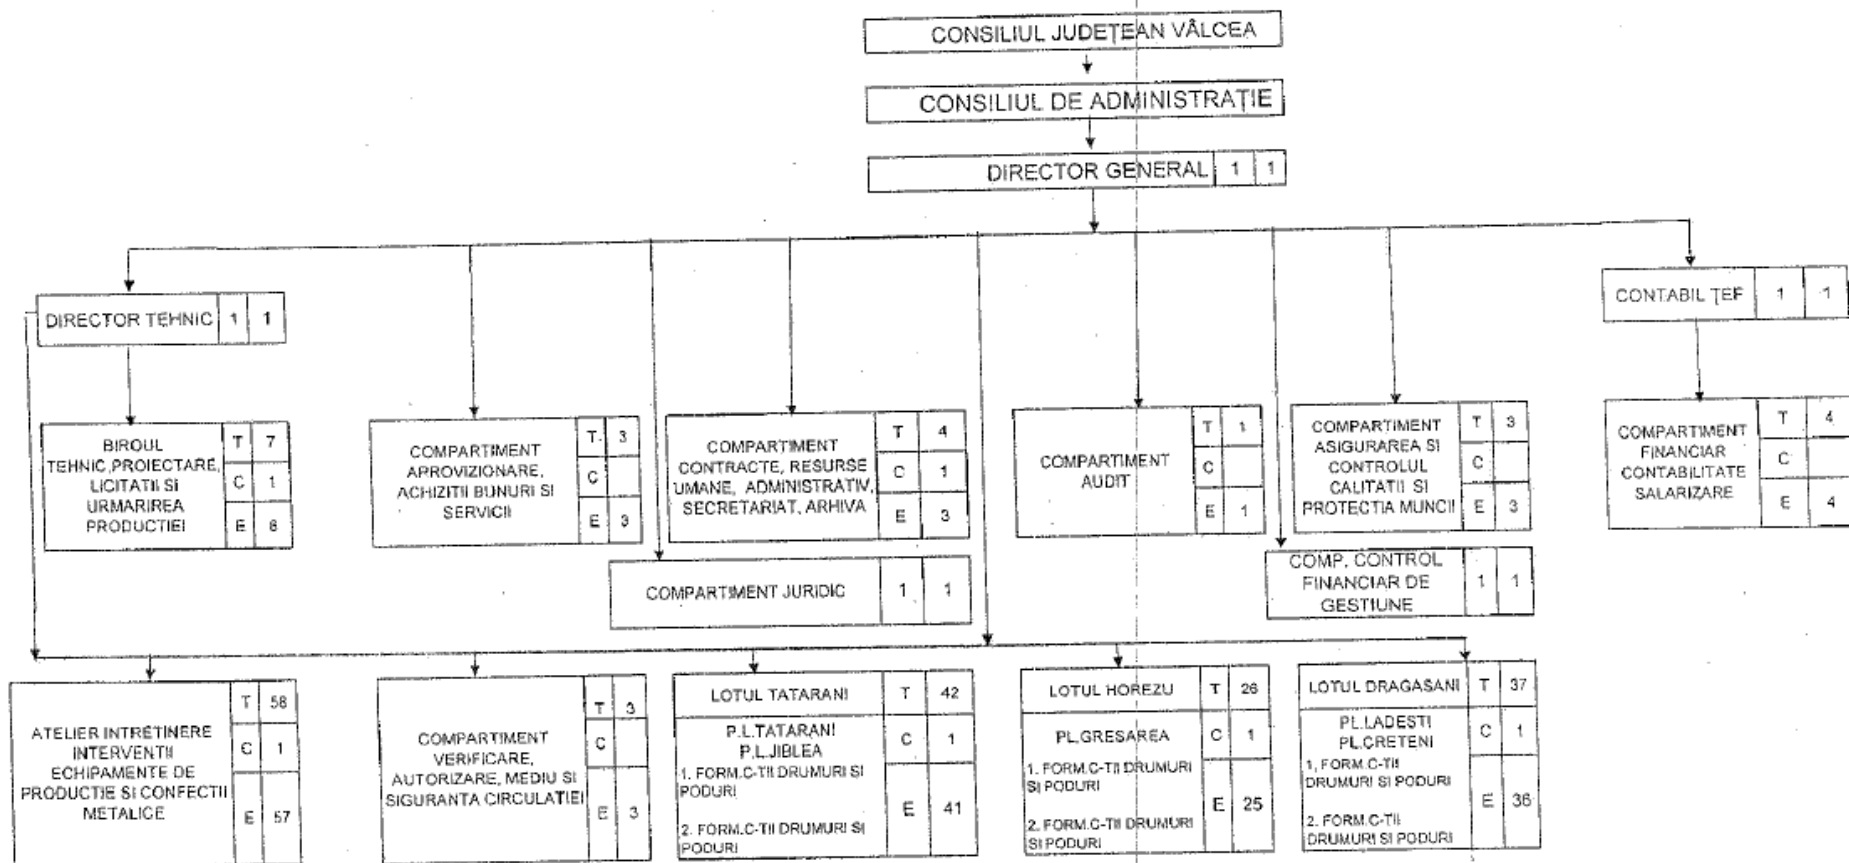 CONSILIUL JUDEȚEAN VÂLCEA
CONSILIUL DE ADMINISTRAȚIE
DIRECTOR GENERAL 1 1
DIRECTOR TEHNIC 1 1
CONTABIL ȚEF 1 1
BIROUL
TEHNIC,PROIECTARE,
LICITATII SI
URMARIREA
PRODUCTIEI
T 7
C 1
E 6
COMPARTIMENT
APROVIZIONARE,
ACHIZITII BUNURI SI
SERVICII
T 3
C
E 3
COMPARTIMENT
CONTRACTE, RESURSE
UMANE, ADMINISTRATIV,
SECRETARIAT, ARHIVA
T 4
C 1
E 3
COMPARTIMENT
AUDIT
T 1
C
E 1
COMPARTIMENT
ASIGURAREA SI
CONTROLUL
CALITATII SI
PROTECTIA MUNCII
T 3
C
E 3
COMPARTIMENT
FINANCIAR
CONTABILITATE
SALARIZARE
T 4
C
E 4
COMPARTIMENT JURIDIC 1 1
COMP. CONTROL
FINANCIAR DE
GESTIUNE
1 1
ATELIER INTRETINERE
INTERVENTII
ECHIPAMENTE DE
PRODUCTIE SI CONFECTII
METALICE
T 58
C 1
E 57
COMPARTIMENT
VERIFICARE,
AUTORIZARE, MEDIU SI
SIGURANTA CIRCULATIEI
T 3
C
E 3
LOTUL TATARANI T 42
P.L.TATARANI
P.L.JIBLEA
C 1
1. FORM.C-TII DRUMURI SI
PODURI
E 41
2. FORM.C-TII DRUMURI SI
PODURI
LOTUL HOREZU T 26
PL.GRESAREA C 1
1. FORM.C-TII DRUMURI
SI PODURI
E 25
2. FORM.C-TII DRUMURI
SI PODURI
LOTUL DRAGASANI T 37
PL.LADESTI
PL.CRETENI
C 1
1. FORM.C-TII
DRUMURI SI PODURI
E 36
2. FORM.C-TII
DRUMURI SI PODURI